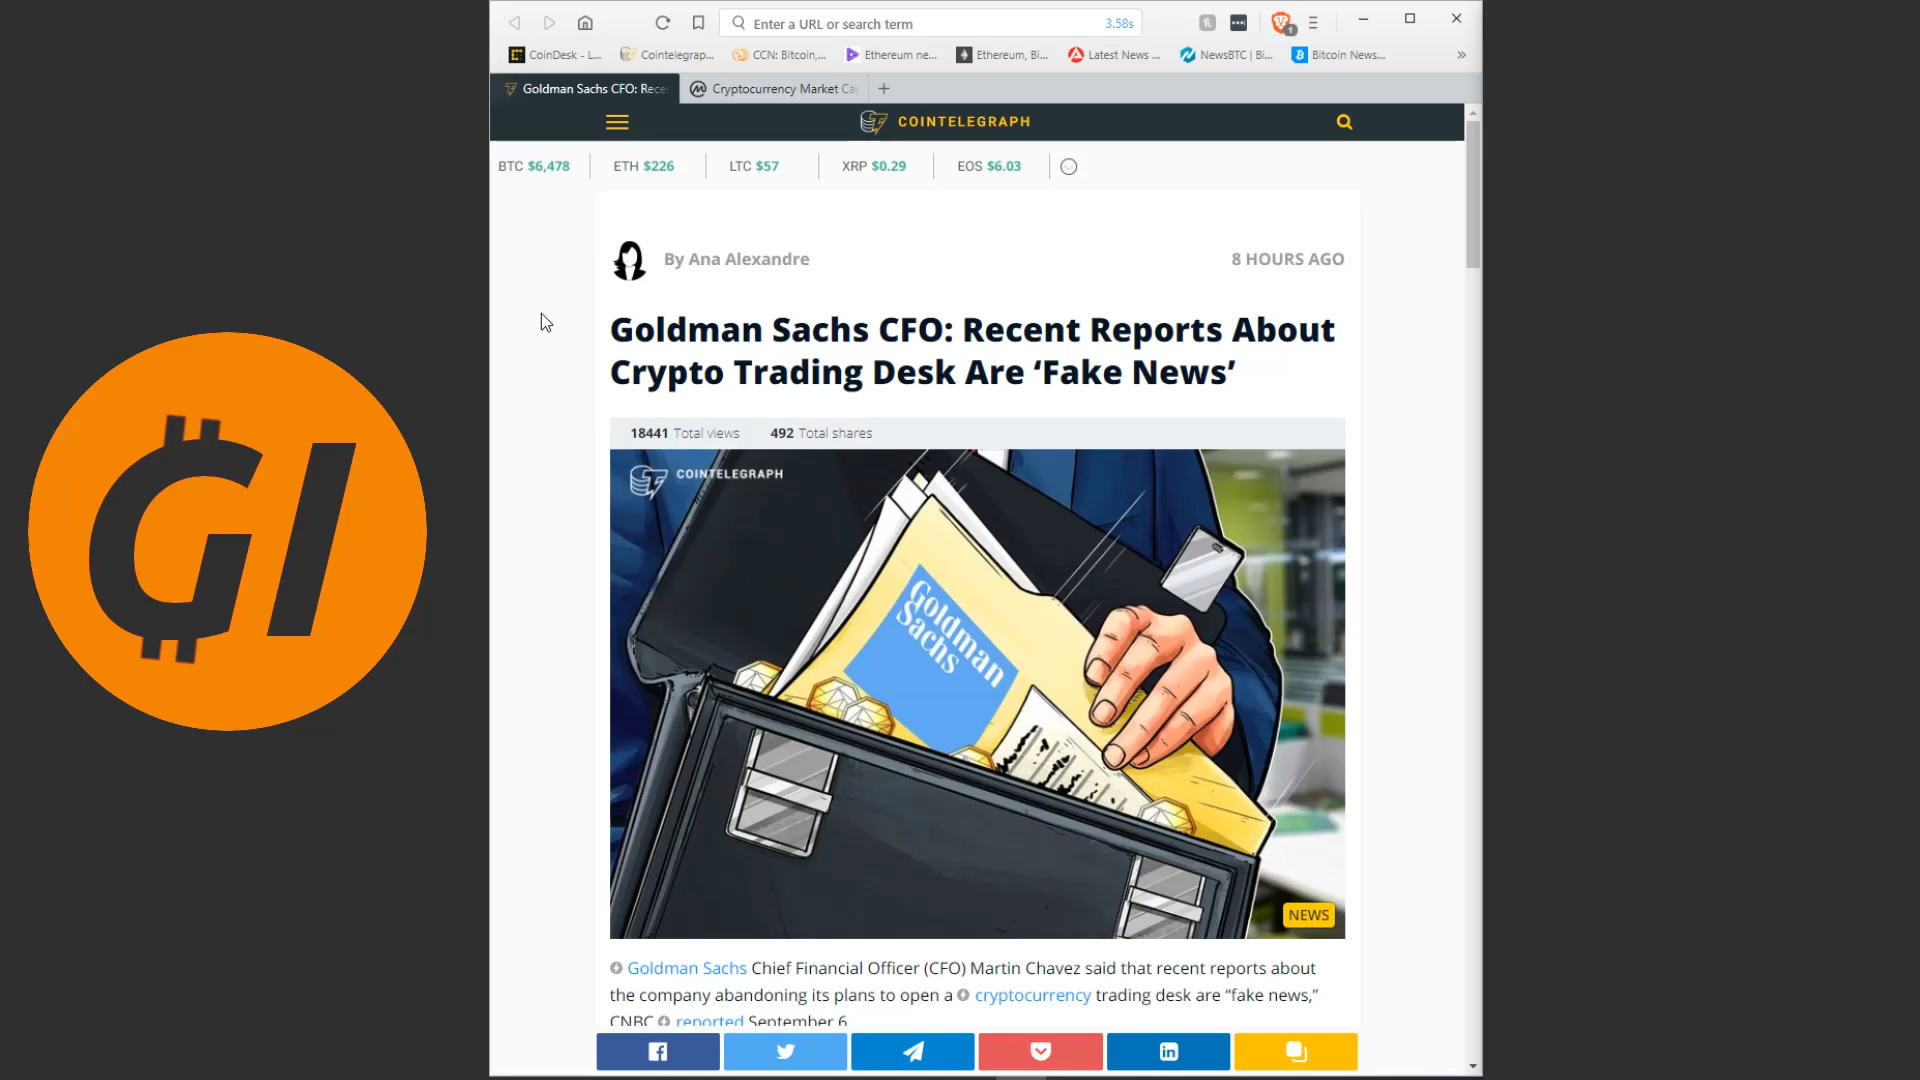 Enter a URL or search term
3.58s
CoinDesk - L...
Cointelegrap...
CCN: Bitcoin,...
Ethereum ne...
Ethereum, Bi...
Latest News ...
NewsBTC | Bi...
Bitcoin News...
»
Goldman Sachs CFO: Rece
Cryptocurrency Market Ca
+
COINTELEGRAPH
BTC $6,478
ETH $226
LTC $57
XRP $0.29
EOS $6.03
By Ana Alexandre
8 HOURS AGO
Goldman Sachs CFO: Recent Reports About
Crypto Trading Desk Are ‘Fake News’
18441 Total views
492 Total shares
COINTELEGRAPH
Goldman
Sachs
GI
NEWS
Goldman Sachs Chief Financial Officer (CFO) Martin Chavez said that recent reports about
the company abandoning its plans to open a cryptocurrency trading desk are “fake news,”
CNBC reported September 6